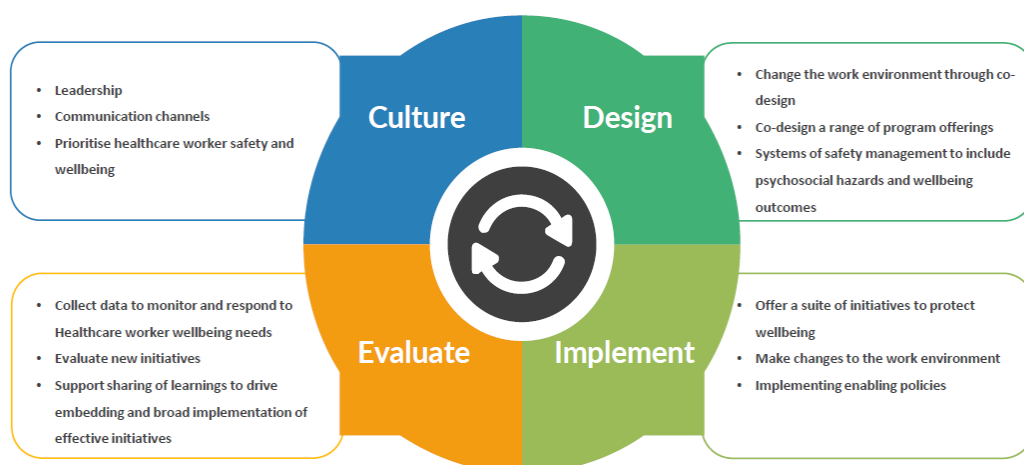 Culture
• Leadership
• Communication channels
• Prioritise healthcare worker safety and
wellbeing
Design
• Change the work environment through co-
design
• Co-design a range of program offerings
• Systems of safety management to include
psychosocial hazards and wellbeing
outcomes
Evaluate
• Collect data to monitor and respond to
Healthcare worker wellbeing needs
• Evaluate new initiatives
• Support sharing of learnings to drive
embedding and broad implementation of
effective initiatives
Implement
• Offer a suite of initiatives to protect
wellbeing
• Make changes to the work environment
• Implementing enabling policies